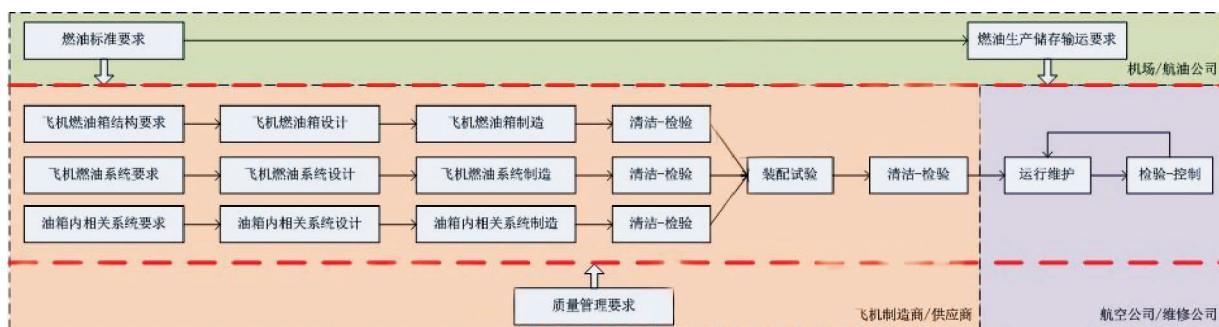 燃油标准要求
燃油生产储存输运要求
机场/航油公司
飞机燃油箱结构要求
飞机燃油箱设计
飞机燃油箱制造
清洁-检验
飞机燃油系统要求
飞机燃油系统设计
飞机燃油系统制造
清洁-检验
装配试验
清洁-检验
运行维护
检验-控制
油箱内相关系统要求
油箱内相关系统设计
油箱内相关系统制造
清洁-检验
质量管理要求
飞机制造商/供应商
航空公司/维修公司